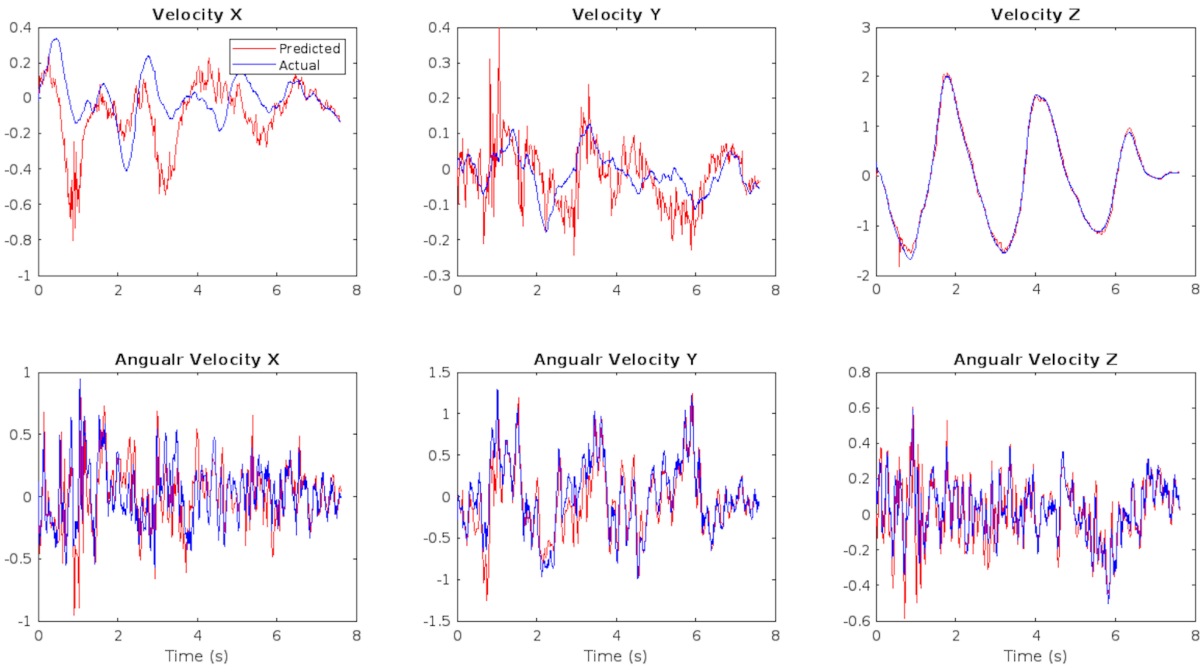 Velocity X
0.4
0.2
0
-0.2
-0.4
-0.6
-0.8
-1
0 2 4 6 8
Predicted
Actual
Velocity Y
0.4
0.3
0.2
0.1
0
-0.1
-0.2
-0.3
0 2 4 6 8
Velocity Z
3
2
1
0
-1
-2
0 2 4 6 8
Angualr Velocity X
1
0.5
0
-0.5
-1
0 2 4 6 8
Time (s)
Angualr Velocity Y
1.5
1
0.5
0
-0.5
-1
-1.5
0 2 4 6 8
Time (s)
Angualr Velocity Z
0.8
0.6
0.4
0.2
0
-0.2
-0.4
-0.6
0 2 4 6 8
Time (s)